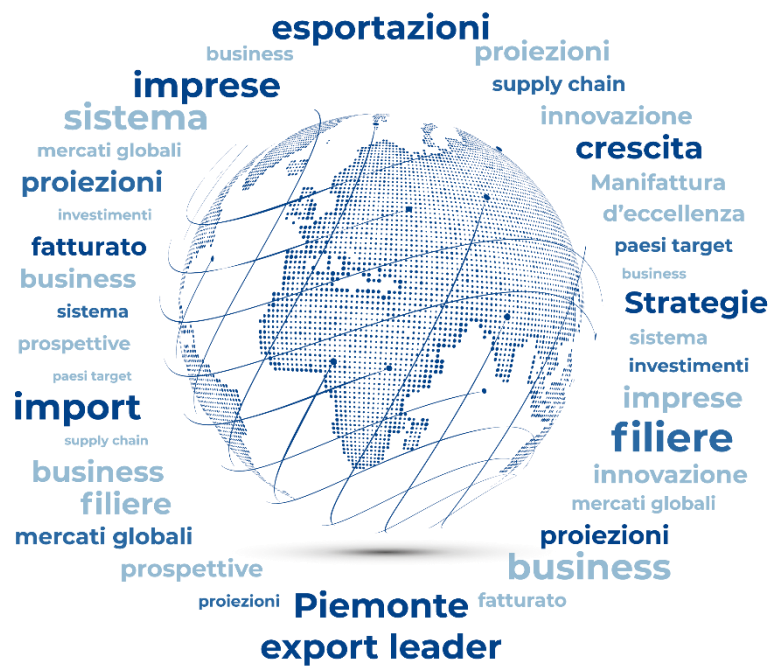 esportazioni
business
proiezioni
imprese
supply chain
sistema
innovazione
crescita
mercati globali
proiezioni
Manifattura
d’eccellenza
investimenti
fatturato
paesi target
business
business
Strategie
sistema
sistema
prospettive
investimenti
paesi target
import
imprese
supply chain
filiere
business
innovazione
filiere
mercati globali
mercati globali
proiezioni
prospettive
business
proiezioni
Piemonte
fatturato
export leader